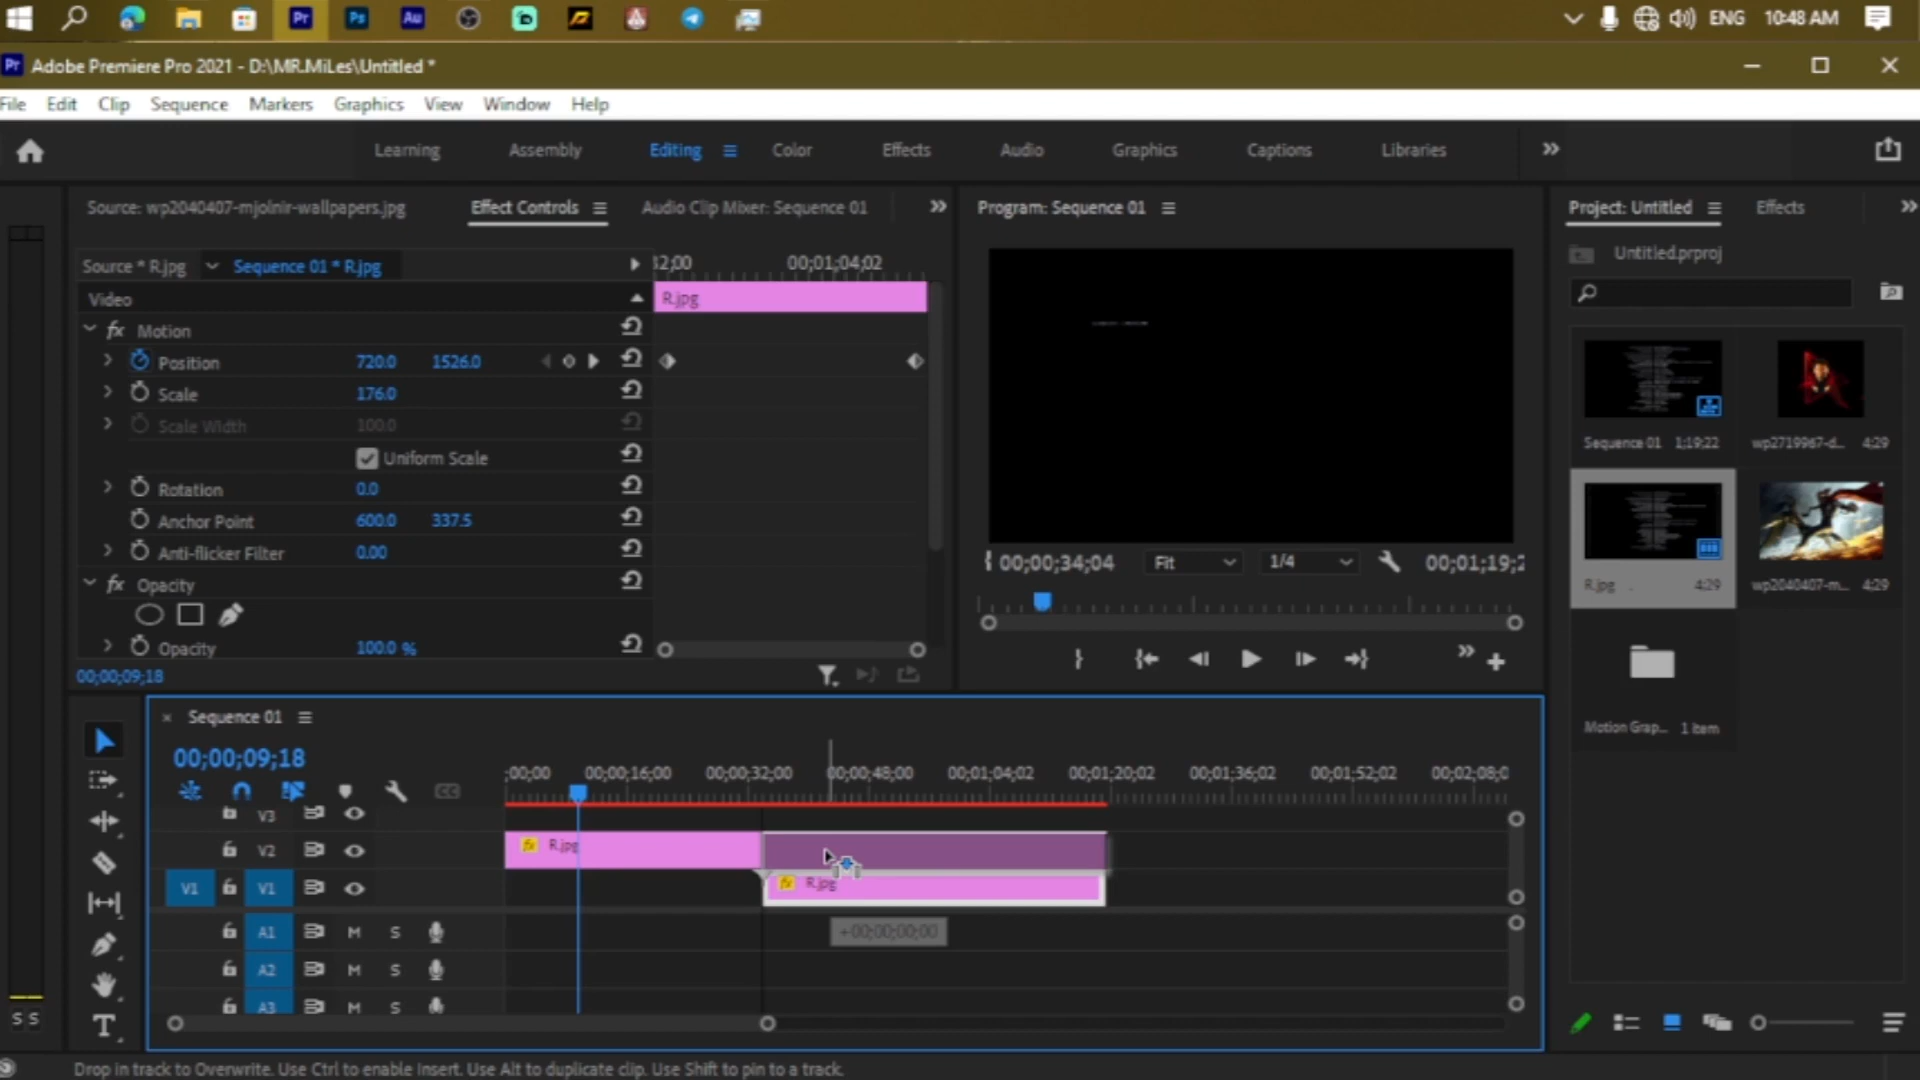 ENG 10:48 AM
Adobe Premiere Pro 2021 - D:\MR.MiLes\Untitled *
File Edit Clip Sequence Markers Graphics View Window Help
Learning Assembly Editing Color Effects Audio Graphics Captions Libraries
Source: wp2040407-mjolnir-wallpapers.jpg Effect Controls Audio Clip Mixer: Sequence 01 Program: Sequence 01 Project: Untitled Effects
Untitled.prproj
Source * R.jpg Sequence 01 * R.jpg 32;00 00;01;04;02
Video R.jpg
fx Motion
Position 720.0 1526.0
Scale 176.0
Scale Width 100.0
Uniform Scale
Rotation 0.0
Anchor Point 600.0 337.5
Anti-flicker Filter 0.00
fx Opacity
Opacity 100.0 %
00;00;09;18
00;00;34;04 Fit 1/4 00;01;19;2
Sequence 01 1;19;22 wp2719967-d... 4;29
R.jpg 4;29 wp2040407-m... 4;29
Motion Grap... 1 Item
Sequence 01
00;00;09;18
;00;00 00;00;16;00 00;00;32;00 00;00;48;00 00;01;04;02 00;01;20;02 00;01;36;02 00;01;52;02 00;02;08;0
V3
V2 fx R.jpg
V1 V1 fx R.jpg
A1 M S +00;00;00;00
A2 M S
A3 M S
S S
Drop in track to Overwrite. Use Ctrl to enable Insert. Use Alt to duplicate clip. Use Shift to pin to a track.